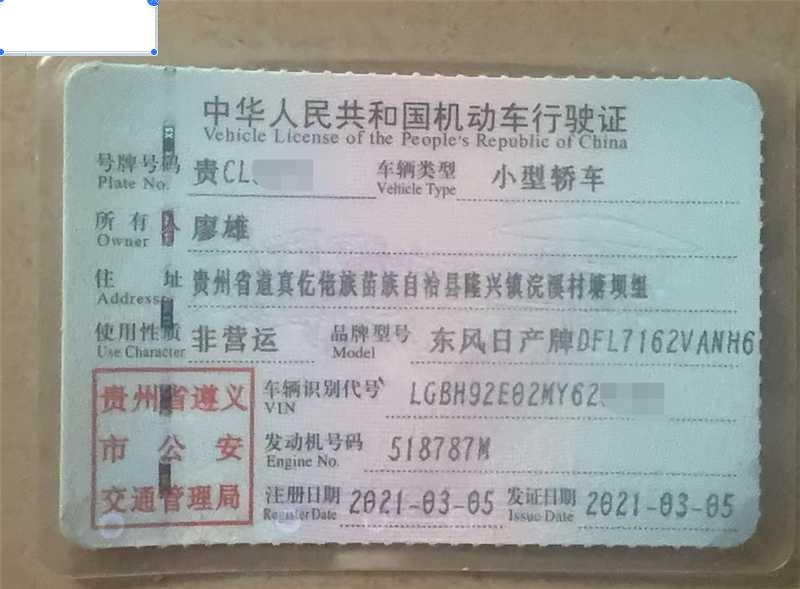 中华人民共和国机动车行驶证
Vehicle License of the People's Republic of China
号牌号码 贵CL 车辆类型 小型轿车
Plate No. Vehicle Type
所有人 廖雄
Owner
住址 贵州省道真仡佬族苗族自治县隆兴镇浣溪村塘坝组
Address
使用性质 非营运 品牌型号 东风日产牌DFL7162VANH6
Use Character Model
贵州省遵义
市公安
交通管理局
车辆识别代号 LGBH92E02MY62
VIN
发动机号码 518787M
Engine No.
注册日期 2021-03-05 发证日期 2021-03-05
Register Date Issue Date